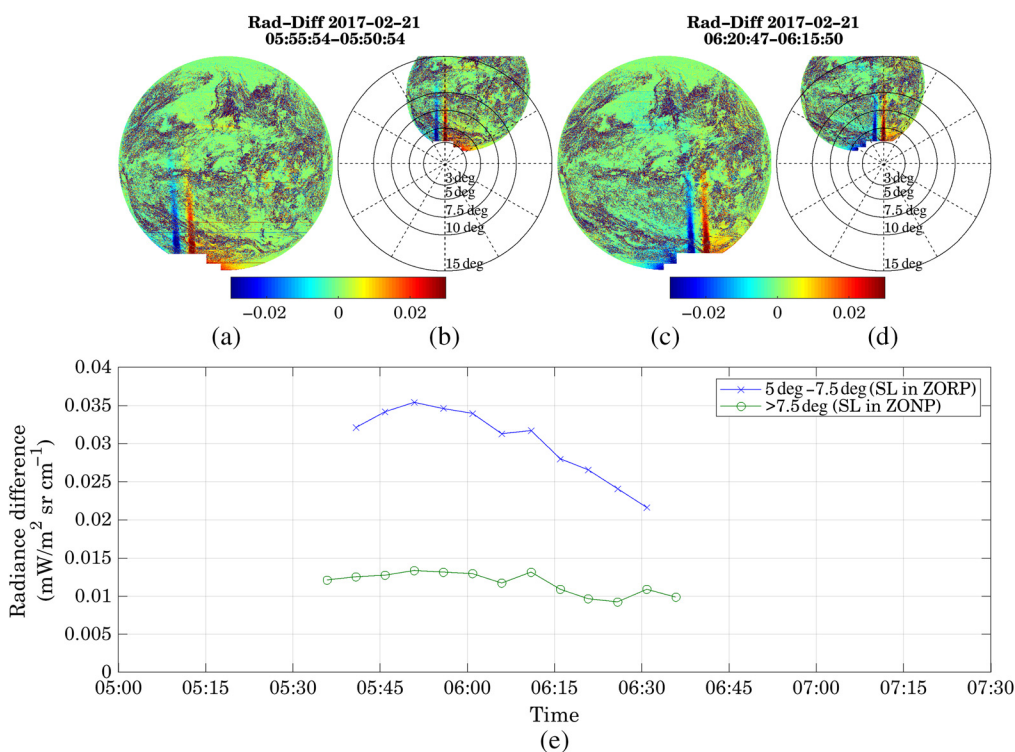 Rad–Diff 2017–02–21
05:55:54–05:50:54
Rad–Diff 2017–02–21
06:20:47–06:15:50
3 deg
5 deg
7.5 deg
10 deg
15 deg
3 deg
5 deg
7.5 deg
10 deg
15 deg
−0.02 0 0.02
−0.02 0 0.02
(a) (b) (c) (d)
0.04
0.035
0.03
0.025
0.02
0.015
0.01
0.005
0
Radiance difference
(mW/m² sr cm⁻¹)
5 deg –7.5 deg (SL in ZORP)
>7.5 deg (SL in ZONP)
05:00 05:15 05:30 05:45 06:00 06:15 06:30 06:45 07:00 07:15 07:30
Time
(e)